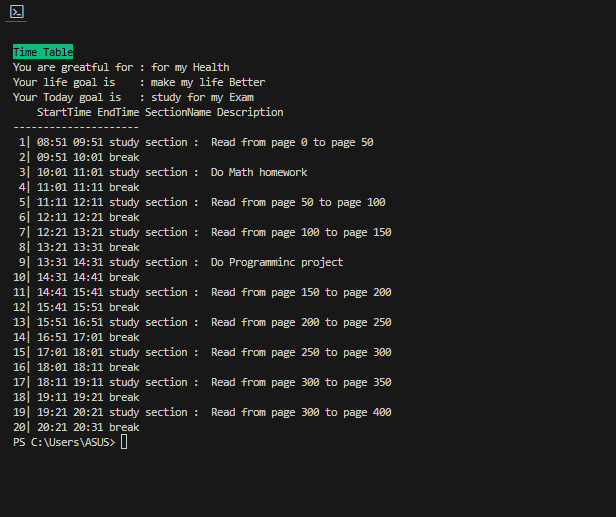 Time Table
You are greatful for : for my Health
Your life goal is   : make my life Better
Your Today goal is   : study for my Exam
    StartTime EndTime SectionName Description
---------------------
 1| 08:51 09:51 study section :  Read from page 0 to page 50
 2| 09:51 10:01 break
 3| 10:01 11:01 study section :  Do Math homework
 4| 11:01 11:11 break
 5| 11:11 12:11 study section :  Read from page 50 to page 100
 6| 12:11 12:21 break
 7| 12:21 13:21 study section :  Read from page 100 to page 150
 8| 13:21 13:31 break
 9| 13:31 14:31 study section :  Do Programminc project
10| 14:31 14:41 break
11| 14:41 15:41 study section :  Read from page 150 to page 200
12| 15:41 15:51 break
13| 15:51 16:51 study section :  Read from page 200 to page 250
14| 16:51 17:01 break
15| 17:01 18:01 study section :  Read from page 250 to page 300
16| 18:01 18:11 break
17| 18:11 19:11 study section :  Read from page 300 to page 350
18| 19:11 19:21 break
19| 19:21 20:21 study section :  Read from page 300 to page 400
20| 20:21 20:31 break
PS C:\Users\ASUS>